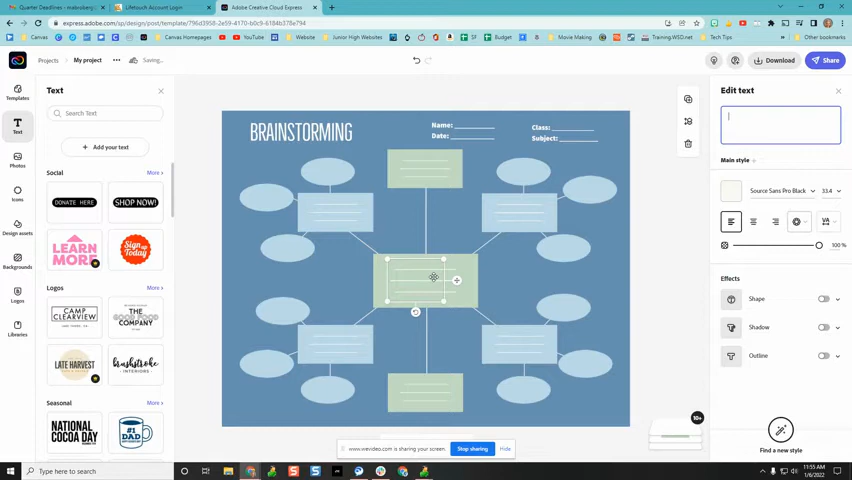 Quarter Deadlines - makrisberg
Lifetouch Account Login
Adobe Creative Cloud Express
express.adobe.com/sp/design/post/template/796d3958-2e59-4170-b0c9-6184b378e794
Canvas Homepages
YouTube
Website
Junior High Websites
SF
Budget
Movie Making
Training.WSD.net
Tech Tips
Other bookmarks
Projects
My project
Saving...
Download
Share
Templates
Text
Photos
Icons
Design assets
Backgrounds
Logos
Libraries
Text
Search Text
Add your text
Social
More
DONATE HERE
SHOP NOW!
LEARN
MORE
Sign up
Today
Logos
More
CAMP
CLEARVIEW
THE
GOOD FOOD
COMPANY
LATE HARVEST
brushstroke
INTERIORS
Seasonal
More
NATIONAL
COCOA DAY
#1
DAD
BRAINSTORMING
Name:
Date:
Class:
Subject:
Edit text
Main style
Source Sans Pro Black
33.4
100 %
Effects
Shape
Shadow
Outline
10+
Find a new style
www.wevideo.com is sharing your screen.
Stop sharing
Hide
Type here to search
11:55 AM
1/6/2022